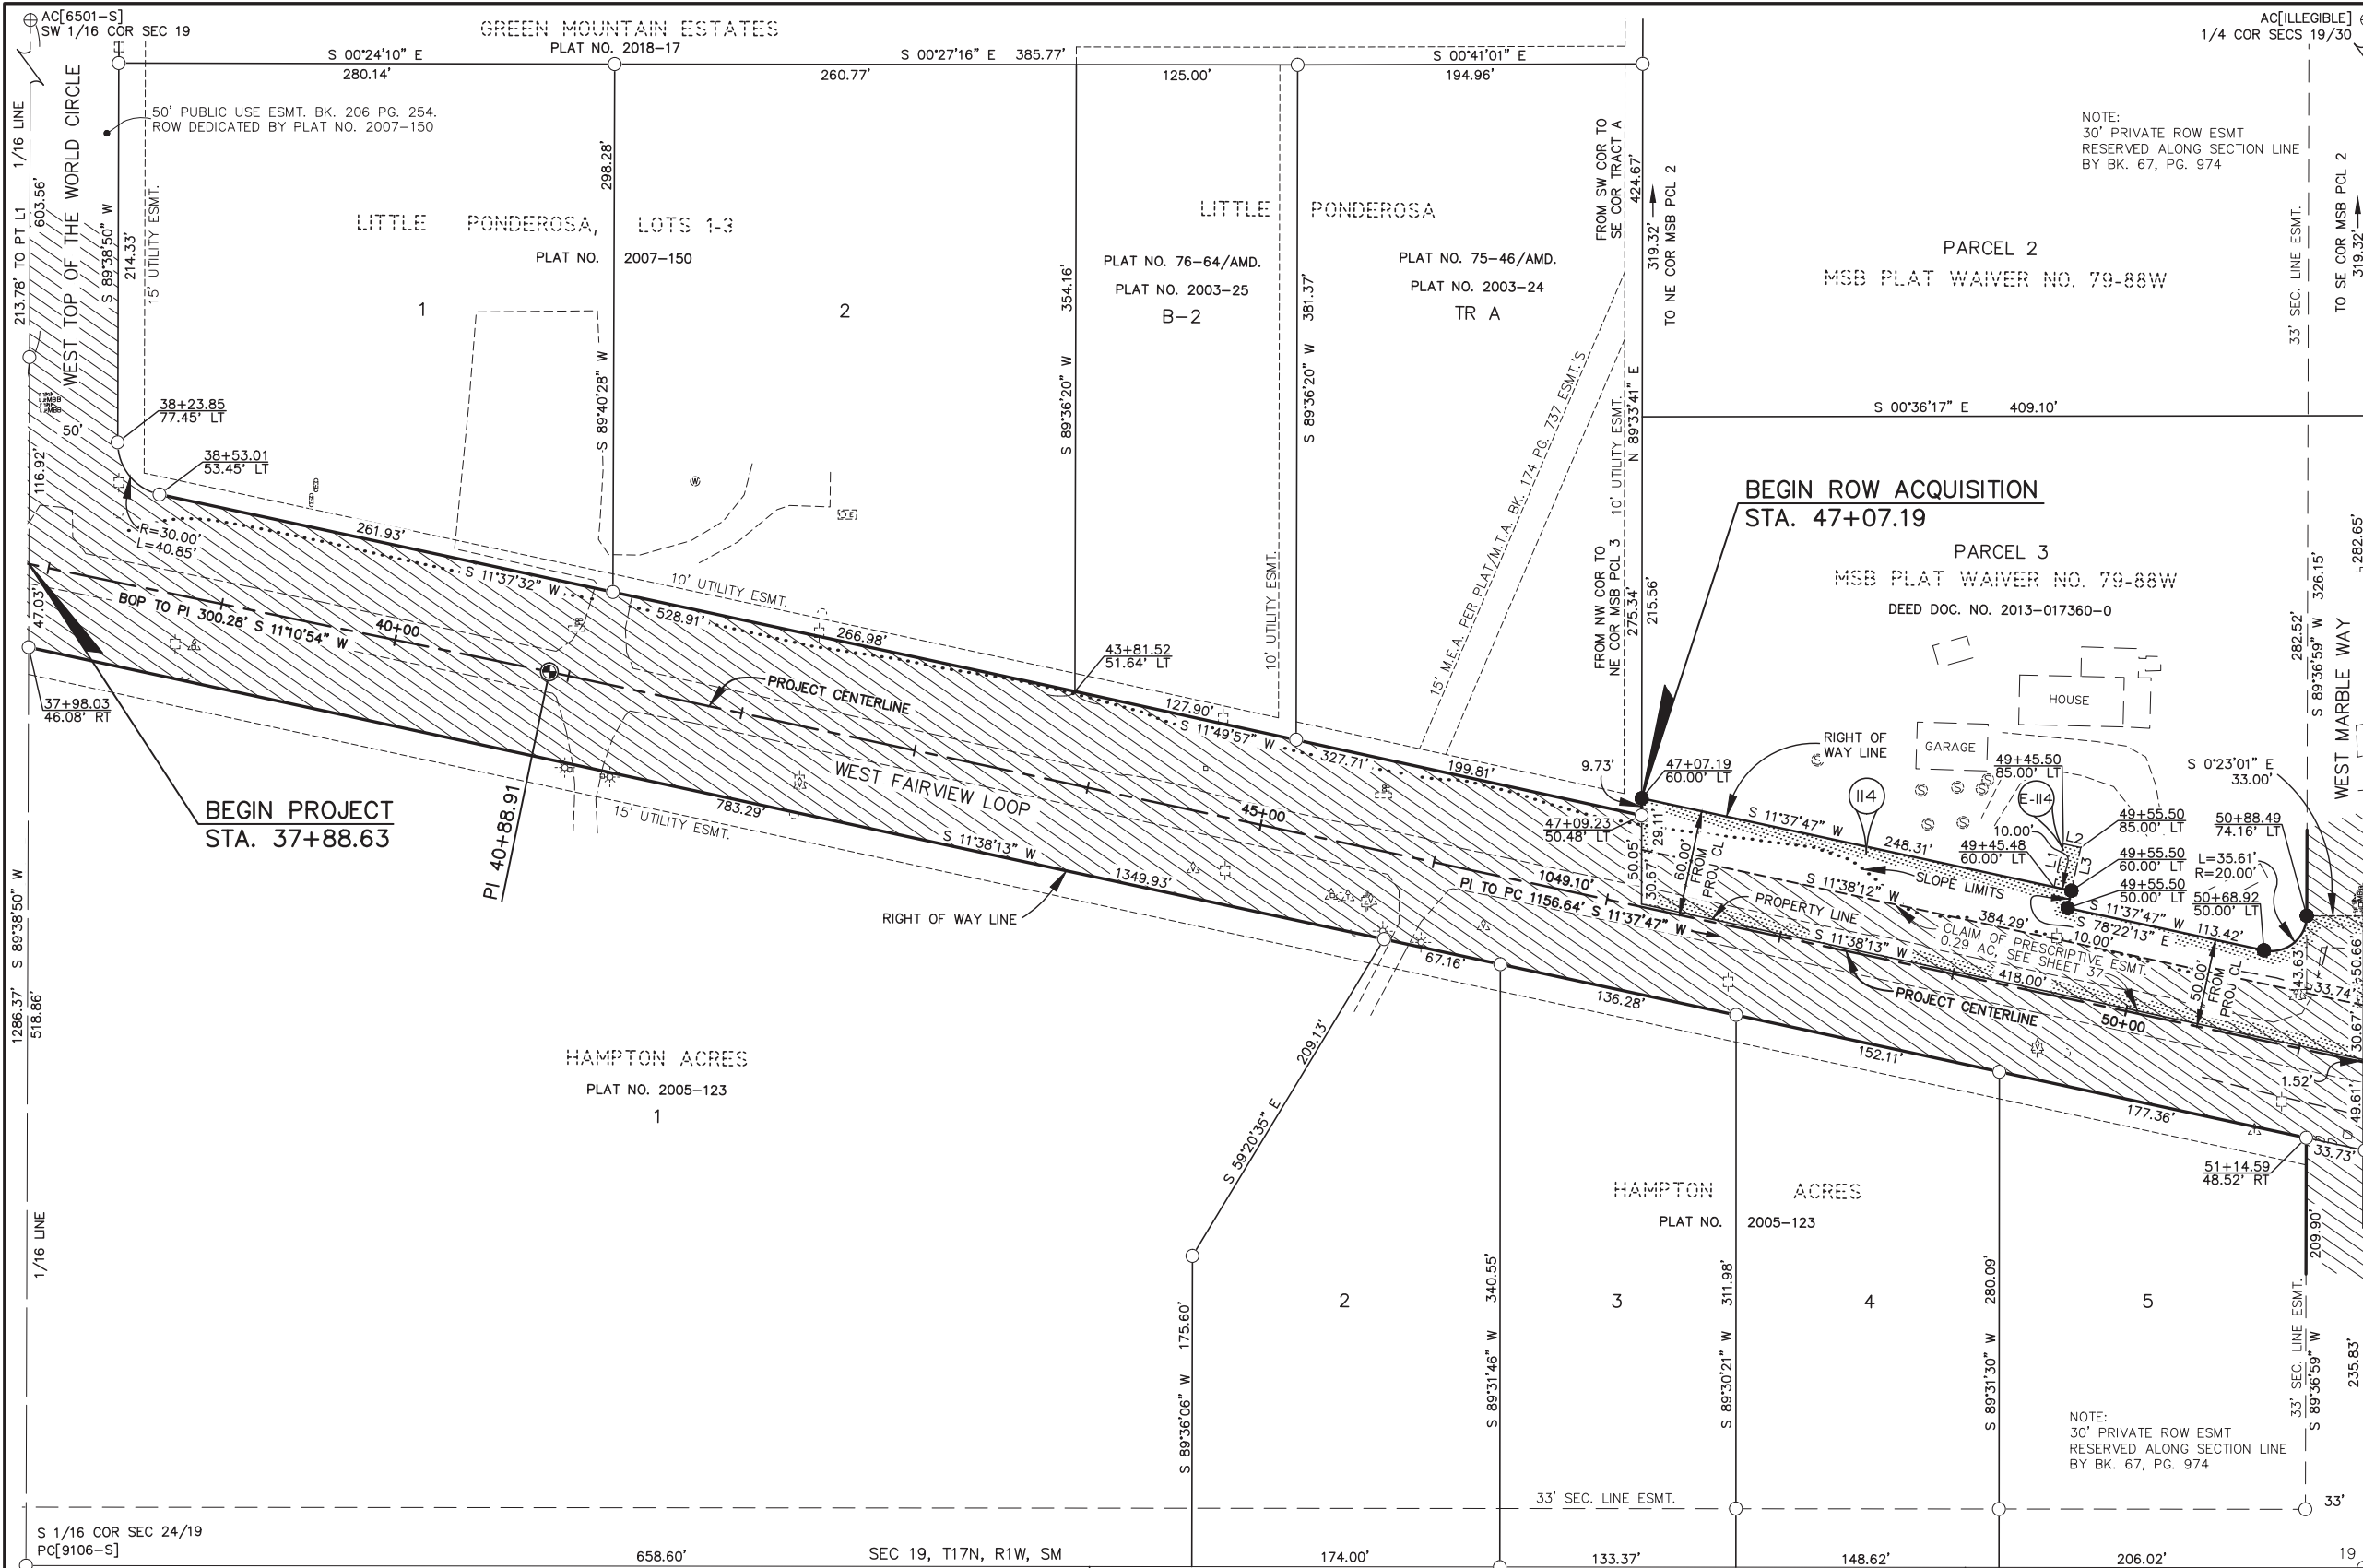 AC[6501-S]
SW 1/16 COR SEC 19
GREEN MOUNTAIN ESTATES
PLAT NO. 2018-17
AC[ILLEGIBLE]
1/4 COR SECS 19/30
S 00°24'10" E
280.14'
260.77'
S 00°27'16" E 385.77'
125.00'
S 00°41'01" E
194.96'
1/16 LINE
213.78' TO PT L1
603.56'
WEST TOP OF THE WORLD CIRCLE
50' PUBLIC USE ESMT. BK. 206 PG. 254.
ROW DEDICATED BY PLAT NO. 2007-150
S 89°38'50" W
214.33'
15' UTILITY ESMT.
298.28'
S 89°40'28" W
LITTLE PONDEROSA, LOTS 1-3
PLAT NO. 2007-150
1
2
354.16'
S 89°36'20" W
LITTLE PONDEROSA
PLAT NO. 76-64/AMD.
PLAT NO. 2003-25
B-2
S 89°36'20" W 381.37'
PLAT NO. 75-46/AMD.
PLAT NO. 2003-24
TR A
FROM SW COR TO
SE COR TRACT A
424.67'
319.32'
TO NE COR MSB PCL 2
NOTE:
30' PRIVATE ROW ESMT
RESERVED ALONG SECTION LINE
BY BK. 67, PG. 974
PARCEL 2
MSB PLAT WAIVER NO. 79-88W
33' SEC. LINE ESMT.
TO SE COR MSB PCL 2
319.32'
S 00°36'17" E 409.10'
15' M.E.A. PER PLAT/M.T.A. BK. 174 PG. 737 ESMT.'S
10' UTILITY ESMT.
N 89°33'41" E
FROM NW COR TO
NE COR MSB PCL 3
275.34'
215.56'
50'
38+23.85
77.45' LT
38+53.01
53.45' LT
116.92'
R=30.00'
L=40.85'
47.03'
261.93'
S 11°37'32" W
BOP TO PI 300.28' S 11°10'54" W
40+00
10' UTILITY ESMT.
528.91'
266.98'
43+81.52
51.64' LT
10' UTILITY ESMT.
127.90'
S 11°49'57" W
327.71'
199.81'
PROJECT CENTERLINE
WEST FAIRVIEW LOOP
45+00
37+98.03
46.08' RT
BEGIN PROJECT
STA. 37+88.63
PI 40+88.91
783.29'
15' UTILITY ESMT.
S 11°38'13" W
1349.93'
RIGHT OF WAY LINE
BEGIN ROW ACQUISITION
STA. 47+07.19
PARCEL 3
MSB PLAT WAIVER NO. 79-88W
DEED DOC. NO. 2013-017360-0
HOUSE
GARAGE
RIGHT OF
WAY LINE
9.73'
47+07.19
60.00' LT
47+09.23
50.48' LT
114
E-114
49+45.50
85.00' LT
49+55.50
85.00' LT
10.00'
49+45.48
60.00' LT
L1
L2
L3
49+55.50
60.00' LT
49+55.50
50.00' LT
50+68.92
50.00' LT
L=35.61'
R=20.00'
50+88.49
74.16' LT
S 0°23'01" E
33.00'
WEST MARBLE WAY
282.52'
S 89°36'59" W 326.15'
282.65'
S 11°37'47" W
248.31'
29.11'
50.05'
30.67'
60.00'
FROM
PROJ CL
S 11°38'12" W
SLOPE LIMITS
384.29'
S 11°37'47" W
113.42'
S 78°22'13" E
10.00'
1049.10'
PI TO PC 1156.64' S 11°37'47" W
PROPERTY LINE
S 11°38'13" W
CLAIM OF PRESCRIPTIVE ESMT.
0.29 AC, SEE SHEET 37
418.00'
50.00'
FROM
PROJ CL
43.63'
50.66'
33.74'
30.67'
PROJECT CENTERLINE
50+00
1.52'
49.61'
67.16'
136.28'
152.11'
177.36'
33.73'
51+14.59
48.52' RT
1286.37' S 89°38'50" W
518.86'
HAMPTON ACRES
PLAT NO. 2005-123
1
209.13'
S 59°20'35" E
HAMPTON ACRES
PLAT NO. 2005-123
1/16 LINE
S 89°36'06" W 175.60'
2
S 89°31'46" W 340.55'
3
S 89°30'21" W 311.98'
4
S 89°31'30" W 280.09'
5
209.90'
33' SEC. LINE ESMT.
S 89°36'59" W
235.83'
NOTE:
30' PRIVATE ROW ESMT
RESERVED ALONG SECTION LINE
BY BK. 67, PG. 974
33' SEC. LINE ESMT.
33'
S 1/16 COR SEC 24/19
PC[9106-S]
658.60'
SEC 19, T17N, R1W, SM
174.00'
133.37'
148.62'
206.02'
19